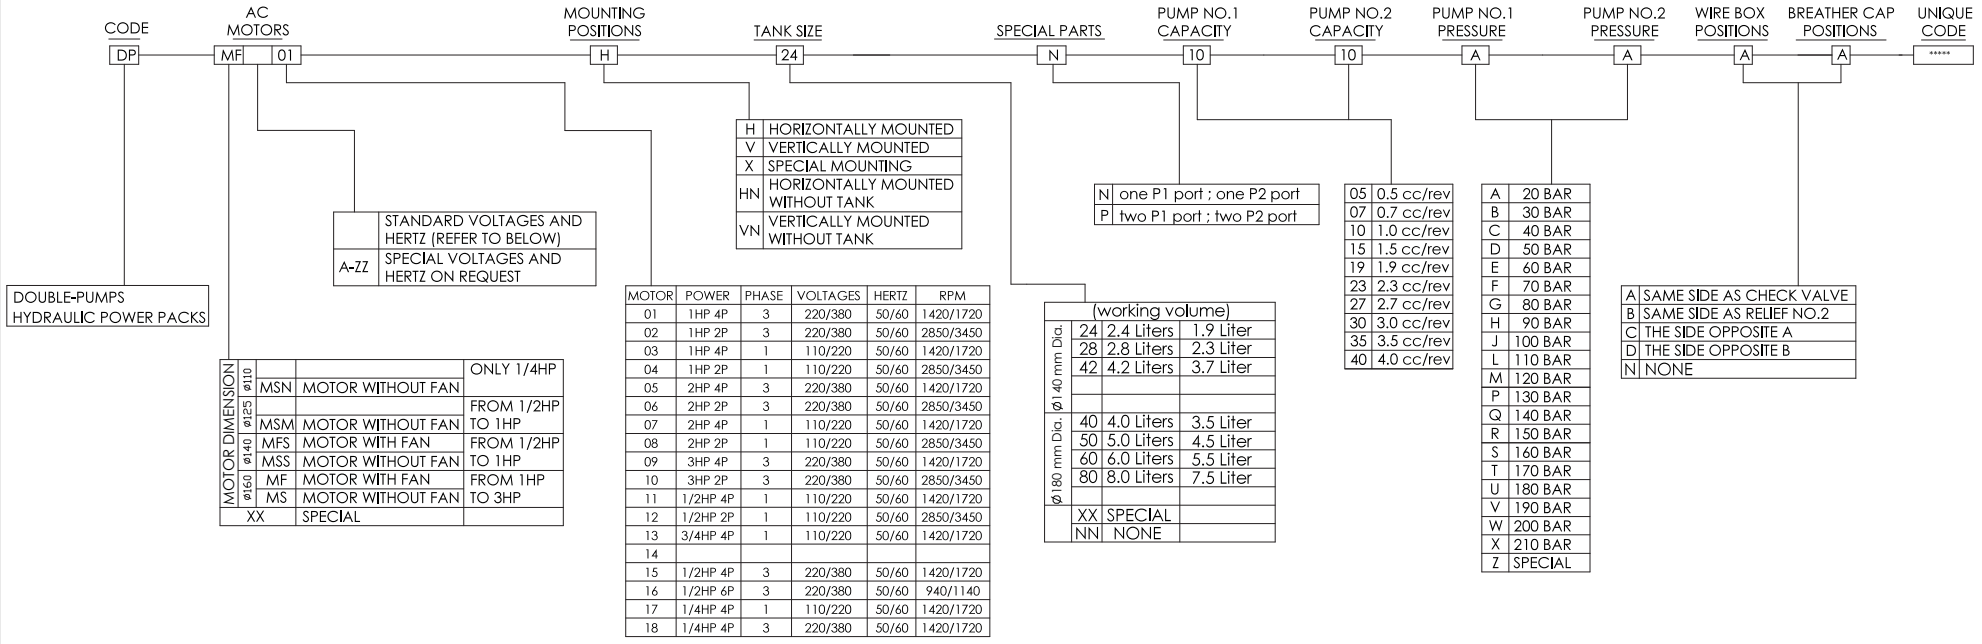 CODE
AC
MOTORS
MOUNTING
POSITIONS
TANK SIZE
SPECIAL PARTS
PUMP NO.1
CAPACITY
PUMP NO.2
CAPACITY
PUMP NO.1
PRESSURE
PUMP NO.2
PRESSURE
WIRE BOX
POSITIONS
BREATHER CAP
POSITIONS
UNIQUE
CODE
DP MF 01 H 24 N 10 10 A A A A *****
DOUBLE-PUMPS
HYDRAULIC POWER PACKS
STANDARD VOLTAGES AND
HERTZ (REFER TO BELOW)
A-ZZ SPECIAL VOLTAGES AND
HERTZ ON REQUEST
MOTOR DIMENSION
ø110
ONLY 1/4HP
MSN MOTOR WITHOUT FAN
ø125
FROM 1/2HP
MSM MOTOR WITHOUT FAN TO 1HP
ø140
MFS MOTOR WITH FAN FROM 1/2HP
MSS MOTOR WITHOUT FAN TO 1HP
ø160
MF MOTOR WITH FAN FROM 1HP
MS MOTOR WITHOUT FAN TO 3HP
XX SPECIAL
H HORIZONTALLY MOUNTED
V VERTICALLY MOUNTED
X SPECIAL MOUNTING
HN HORIZONTALLY MOUNTED
WITHOUT TANK
VN VERTICALLY MOUNTED
WITHOUT TANK
MOTOR POWER PHASE VOLTAGES HERTZ RPM
01 1HP 4P 3 220/380 50/60 1420/1720
02 1HP 2P 3 220/380 50/60 2850/3450
03 1HP 4P 1 110/220 50/60 1420/1720
04 1HP 2P 1 110/220 50/60 2850/3450
05 2HP 4P 3 220/380 50/60 1420/1720
06 2HP 2P 3 220/380 50/60 2850/3450
07 2HP 4P 1 110/220 50/60 1420/1720
08 2HP 2P 1 110/220 50/60 2850/3450
09 3HP 4P 3 220/380 50/60 1420/1720
10 3HP 2P 3 220/380 50/60 2850/3450
11 1/2HP 4P 1 110/220 50/60 1420/1720
12 1/2HP 2P 1 110/220 50/60 2850/3450
13 3/4HP 4P 1 110/220 50/60 1420/1720
14
15 1/2HP 4P 3 220/380 50/60 1420/1720
16 1/2HP 6P 3 220/380 50/60 940/1140
17 1/4HP 4P 1 110/220 50/60 1420/1720
18 1/4HP 4P 3 220/380 50/60 1420/1720
(working volume)
Ø140 mm Dia.
24 2.4 Liters 1.9 Liter
28 2.8 Liters 2.3 Liter
42 4.2 Liters 3.7 Liter
Ø180 mm Dia.
40 4.0 Liters 3.5 Liter
50 5.0 Liters 4.5 Liter
60 6.0 Liters 5.5 Liter
80 8.0 Liters 7.5 Liter
XX SPECIAL
NN NONE
N one P1 port ; one P2 port
P two P1 port ; two P2 port
05 0.5 cc/rev
07 0.7 cc/rev
10 1.0 cc/rev
15 1.5 cc/rev
19 1.9 cc/rev
23 2.3 cc/rev
27 2.7 cc/rev
30 3.0 cc/rev
35 3.5 cc/rev
40 4.0 cc/rev
A 20 BAR
B 30 BAR
C 40 BAR
D 50 BAR
E 60 BAR
F 70 BAR
G 80 BAR
H 90 BAR
J 100 BAR
L 110 BAR
M 120 BAR
P 130 BAR
Q 140 BAR
R 150 BAR
S 160 BAR
T 170 BAR
U 180 BAR
V 190 BAR
W 200 BAR
X 210 BAR
Z SPECIAL
A SAME SIDE AS CHECK VALVE
B SAME SIDE AS RELIEF NO.2
C THE SIDE OPPOSITE A
D THE SIDE OPPOSITE B
N NONE